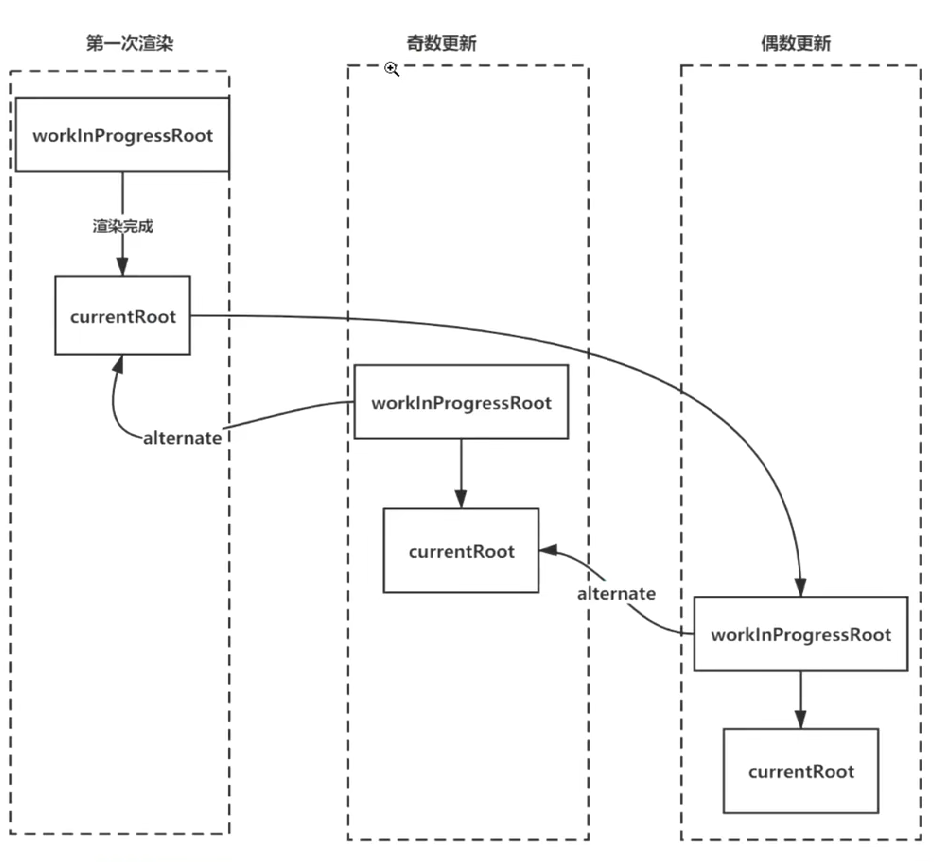 第一次渲染
奇数更新
偶数更新
workInProgressRoot
渲染完成
currentRoot
workInProgressRoot
alternate
currentRoot
alternate
workInProgressRoot
currentRoot